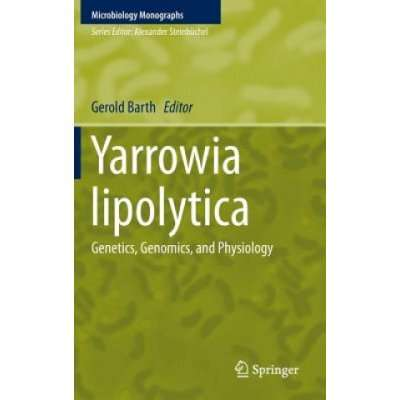 Microbiology Monographs
Series Editor: Alexander Steinbüchel
Gerold Barth Editor
Yarrowia
lipolytica
Genetics, Genomics, and Physiology
Springer